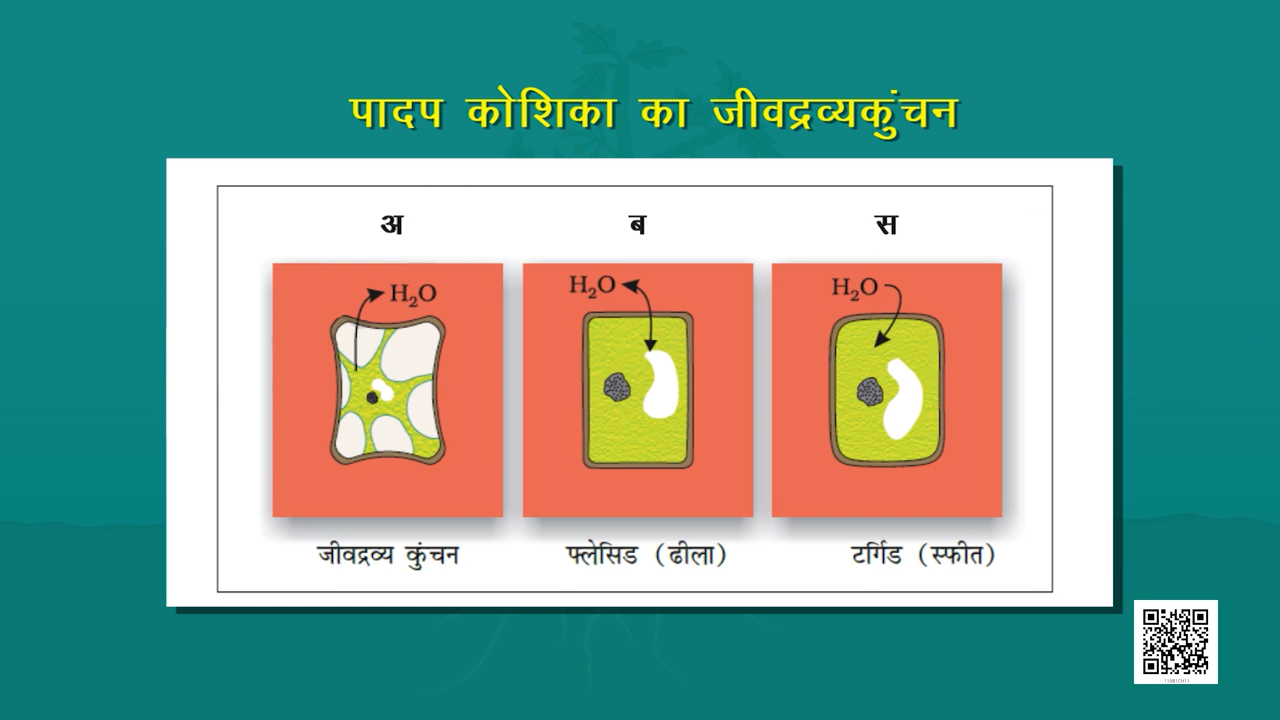 पादप कोशिका का जीवद्रव्यकुंचन
अ ब स
H₂O H₂O H₂O
जीवद्रव्य कुंचन फ्लेसिड (ढीला) टर्गिड (स्फीत)